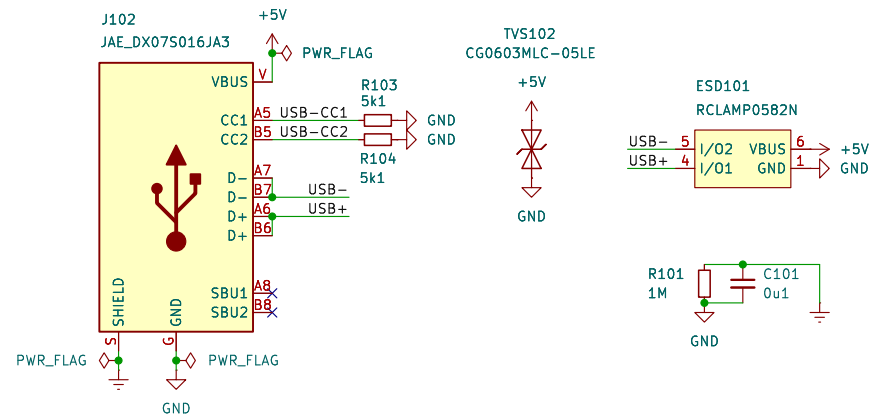 J102
JAE_DX07S016JA3
+5V
PWR_FLAG
V
VBUS
CC1
A5
USB-CC1
R103
5k1
GND
CC2
B5
USB-CC2
GND
R104
5k1
D-
A7
D-
B7
USB-
D+
A6
USB+
D+
B6
SBU1
A8
SBU2
B8
SHIELD
GND
S
G
PWR_FLAG
PWR_FLAG
GND
TVS102
CG0603MLC-05LE
+5V
GND
ESD101
RCLAMP0582N
USB-
5
I/O2
VBUS
6
+5V
USB+
4
I/O1
GND
1
GND
R101
1M
C101
0u1
GND